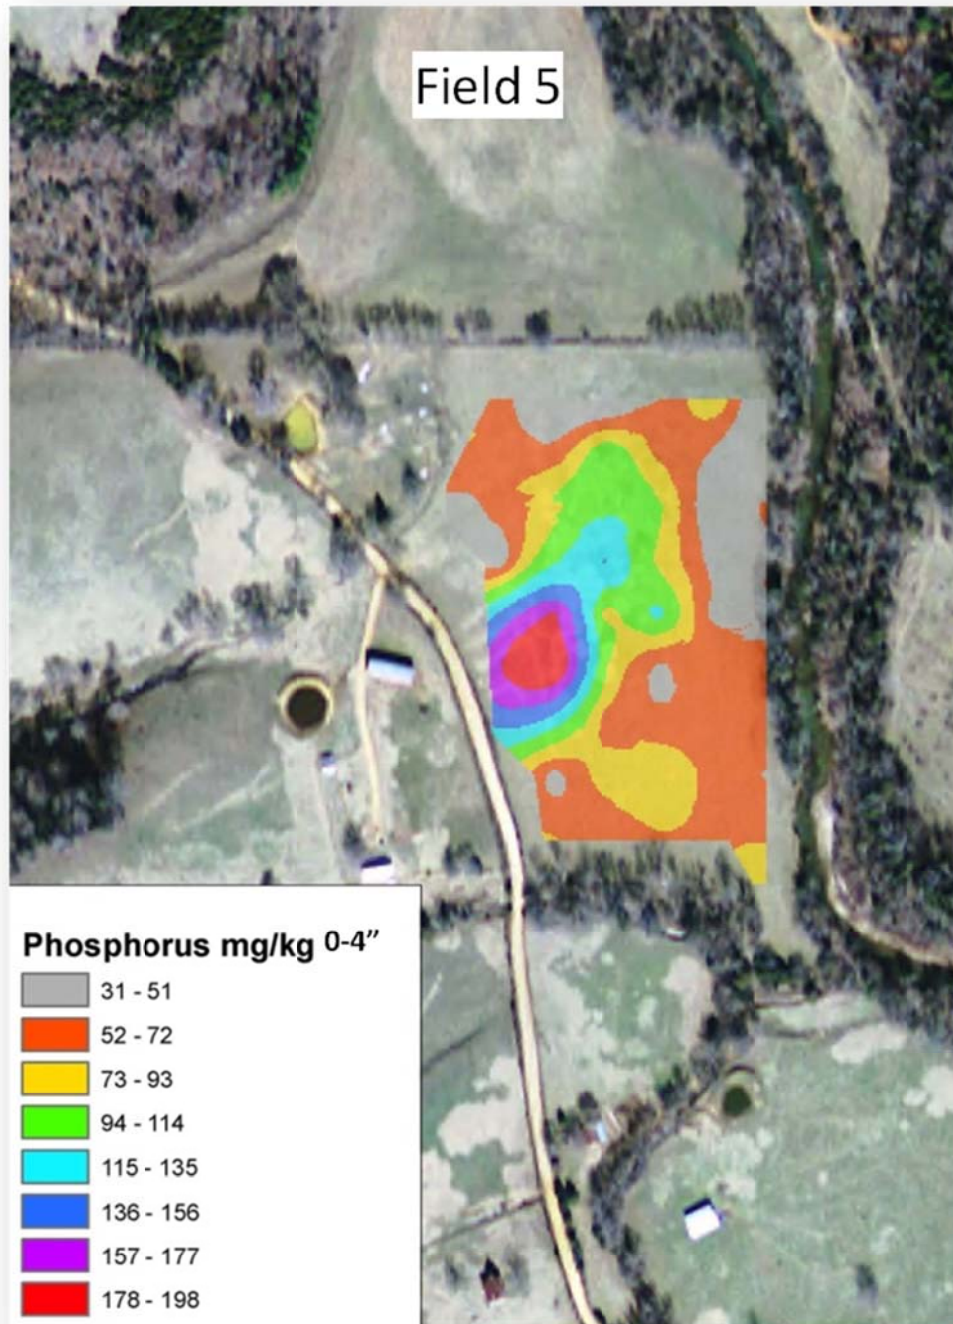 Field 5
Phosphorus mg/kg 0-4”
31 - 51
52 - 72
73 - 93
94 - 114
115 - 135
136 - 156
157 - 177
178 - 198